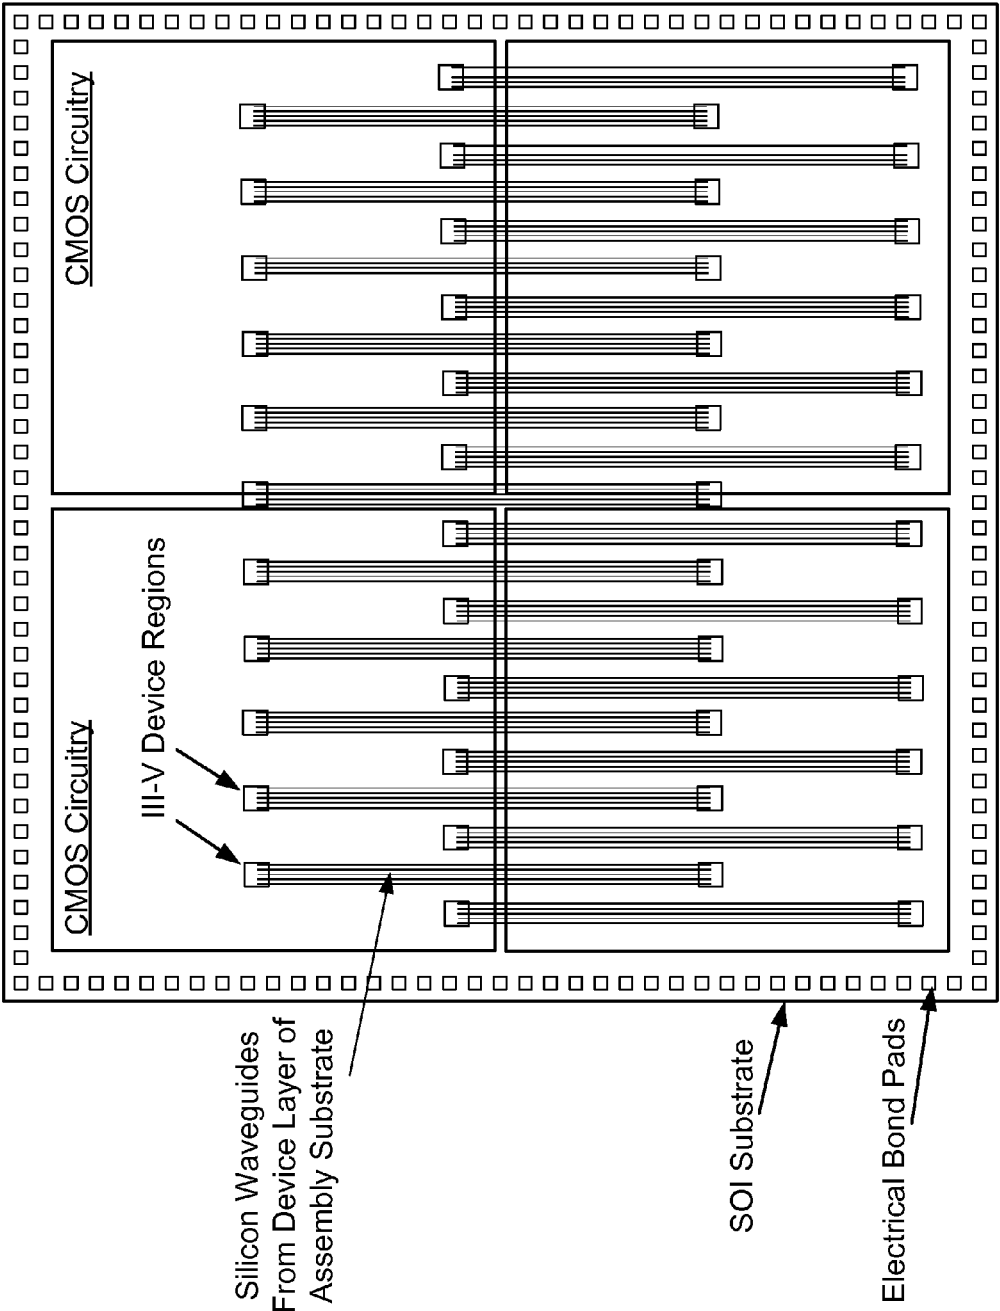 CMOS Circuitry
CMOS Circuitry
III-V Device Regions
Silicon Waveguides
From Device Layer of
Assembly Substrate
SOI Substrate
Electrical Bond Pads